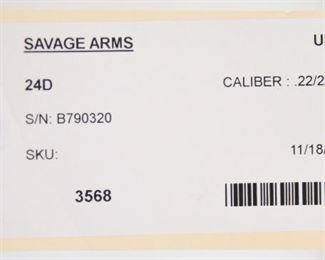 SAVAGE ARMS U
24D CALIBER : .22/2
S/N: B790320
SKU: 11/18/
3568